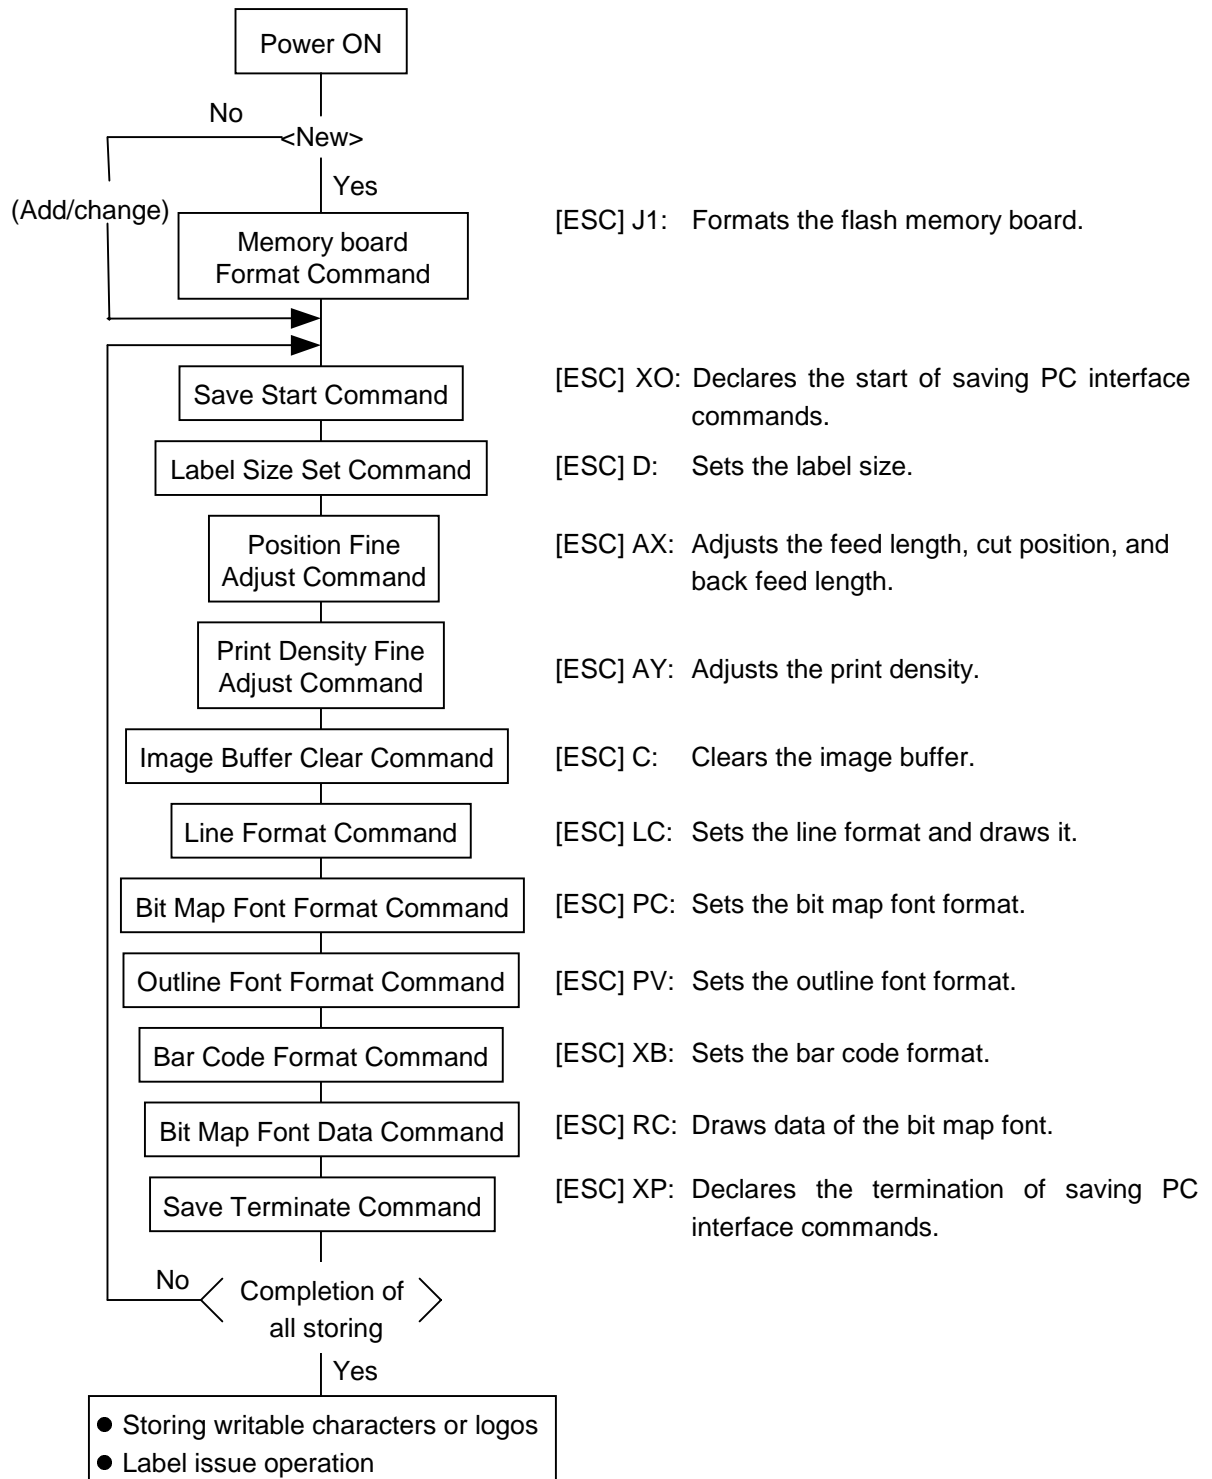 Power ON
No
<New>
Yes
(Add/change)
Memory board
Format Command
[ESC] J1: Formats the flash memory board.
Save Start Command
[ESC] XO: Declares the start of saving PC interface
commands.
Label Size Set Command
[ESC] D: Sets the label size.
Position Fine
Adjust Command
[ESC] AX: Adjusts the feed length, cut position, and
back feed length.
Print Density Fine
Adjust Command
[ESC] AY: Adjusts the print density.
Image Buffer Clear Command
[ESC] C: Clears the image buffer.
Line Format Command
[ESC] LC: Sets the line format and draws it.
Bit Map Font Format Command
[ESC] PC: Sets the bit map font format.
Outline Font Format Command
[ESC] PV: Sets the outline font format.
Bar Code Format Command
[ESC] XB: Sets the bar code format.
Bit Map Font Data Command
[ESC] RC: Draws data of the bit map font.
Save Terminate Command
[ESC] XP: Declares the termination of saving PC
interface commands.
No
Completion of
all storing
Yes
● Storing writable characters or logos
● Label issue operation